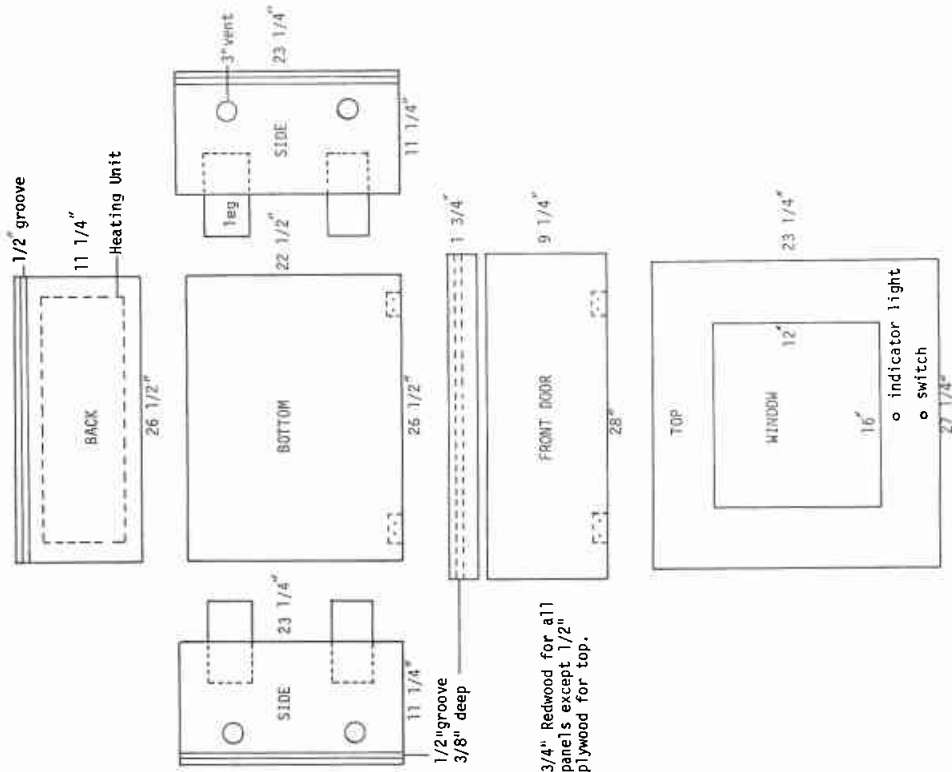 1/2" groove
11 1/4"
Heating Unit
BACK
26 1/2"
3" vent
23 1/4"
SIDE
leg
11 1/4"
22 1/2"
BOTTOM
26 1/2"
23 1/4"
SIDE
11 1/4"
1/2"groove
3/8" deep
1 3/4"
9 1/4"
FRONT DOOR
28"
3/4" Redwood for all
panels except 1/2"
plywood for top.
23 1/4"
TOP
WINDOW
12"
16"
o indicator light
o switch
27 1/4"